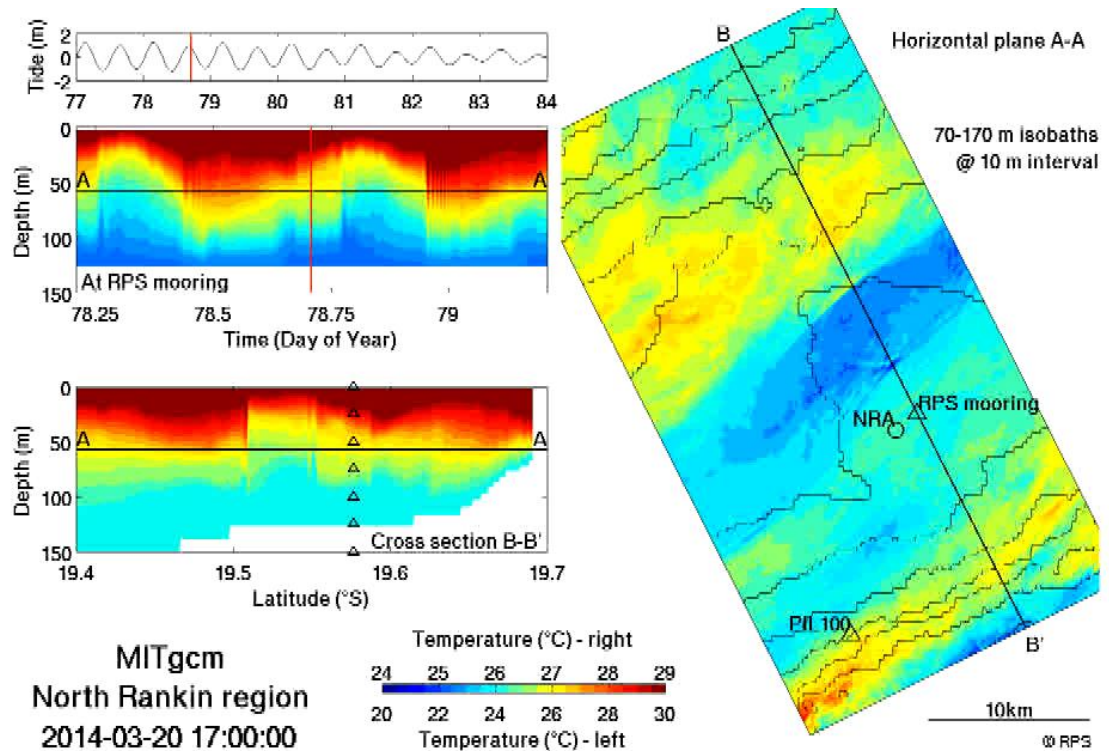 Tide (m)
2
0
-2
77 78 79 80 81 82 83 84
Depth (m)
0
50
100
150
A A
At RPS mooring
78.25 78.5 78.75 79
Time (Day of Year)
Depth (m)
0
50
100
150
A A
Cross section B-B'
19.4 19.5 19.6 19.7
Latitude (°S)
MITgcm
North Rankin region
2014-03-20 17:00:00
Temperature (°C) - right
24 25 26 27 28 29
20 22 24 26 28 30
Temperature (°C) - left
B
Horizontal plane A-A
70-170 m isobaths
@ 10 m interval
RPS mooring
NRA
PIL100
B'
10km
© RPS